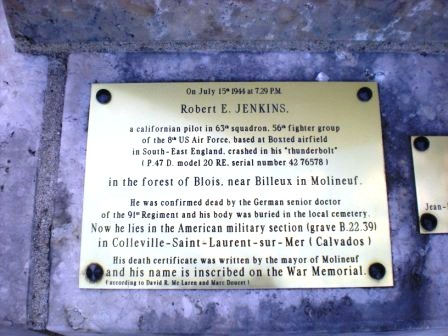 On July 15th 1944 at 7.29 P.M.
Robert E. JENKINS,
a californian pilot in 63th squadron, 56th fighter group
of the 8th US Air Force, based at Boxted airfield
in South-East England, crashed in his "thunderbolt"
( P.47 D. model 20 RE, serial number 42 76578 )
in the forest of Blois, near Billeux in Molineuf.
He was confirmed dead by the German senior doctor
of the 91st Regiment and his body was buried in the local cemetery.
Now he lies in the American military section (grave B.22.39)
in Colleville-Saint-Laurent-sur-Mer ( Calvados )
His death certificate was written by the mayor of Molineuf
and his name is inscribed on the War Memorial.
(according to David R. Mc Laren and Marc Doucet )
Jean-